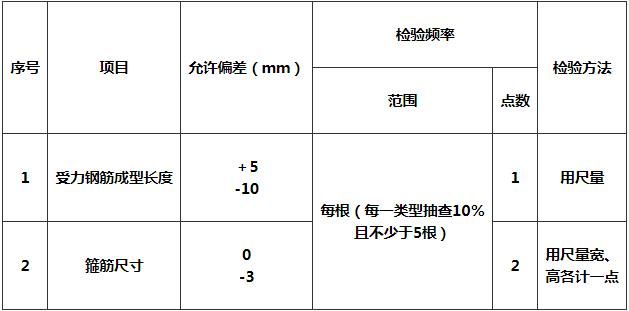 序号
项目
允许偏差（mm）
检验频率
检验方法
范围
点数
1
受力钢筋成型长度
＋5
-10
每根（每一类型抽查10%
且不少于5根）
1
用尺量
2
箍筋尺寸
0
-3
2
用尺量宽、
高各计一点